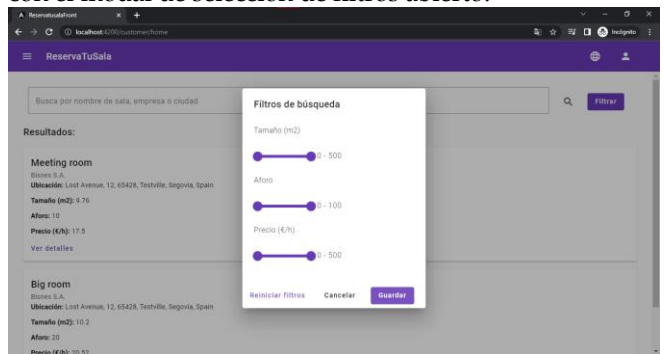 con el modal de selección de filtros abierto.
ReservatusalaFront
localhost:4200/customer/home
Incógnito
ReservaTuSala
Busca por nombre de sala, empresa o ciudad
Filtrar
Resultados:
Meeting room
Bisnes S.A.
Ubicación: Lost Avenue, 12, 65428, Testville, Segovia, Spain
Tamaño (m2): 9.76
Aforo: 10
Precio (€/h): 17.5
Ver detalles
Big room
Bisnes S.A.
Ubicación: Lost Avenue, 12, 65428, Testville, Segovia, Spain
Tamaño (m2): 10.2
Aforo: 20
Precio (€/h): 20.52
Filtros de búsqueda
Tamaño (m2)
0 - 500
Aforo
0 - 100
Precio (€/h)
0 - 500
Reiniciar filtros
Cancelar
Guardar